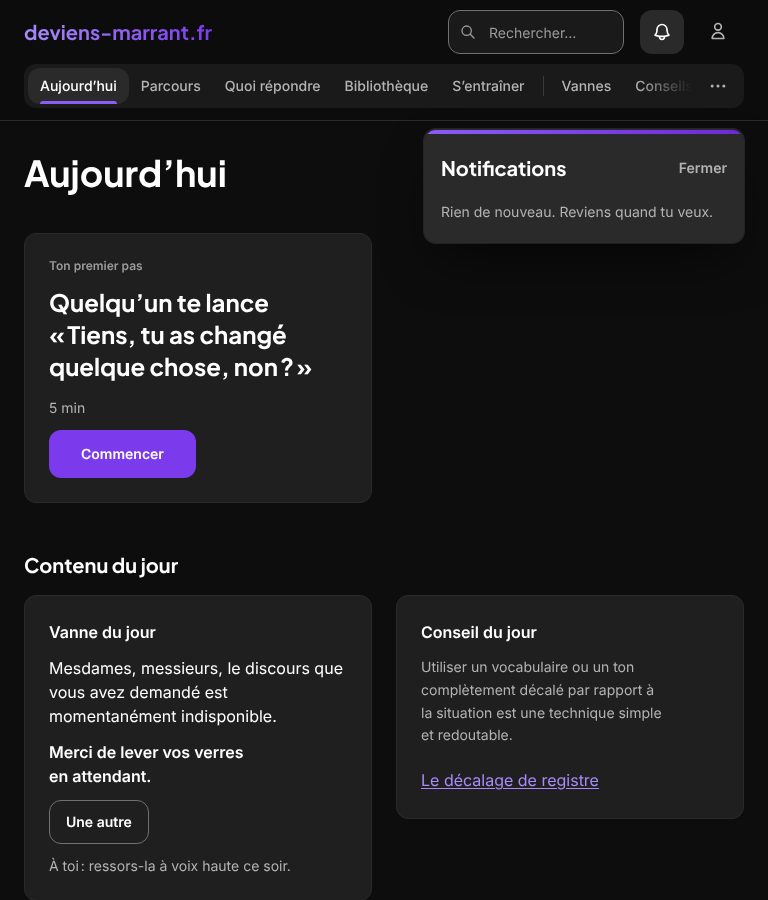 deviens-marrant.fr
Rechercher...
Aujourd’hui Parcours Quoi répondre Bibliothèque S’entraîner Vannes Conseils
Aujourd’hui
Notifications Fermer
Rien de nouveau. Reviens quand tu veux.
Ton premier pas
Quelqu’un te lance
« Tiens, tu as changé
quelque chose, non ? »
5 min
Commencer
Contenu du jour
Vanne du jour
Mesdames, messieurs, le discours que
vous avez demandé est
momentanément indisponible.
Merci de lever vos verres
en attendant.
Une autre
À toi : ressors-la à voix haute ce soir.
Conseil du jour
Utiliser un vocabulaire ou un ton
complètement décalé par rapport à
la situation est une technique simple
et redoutable.
Le décalage de registre